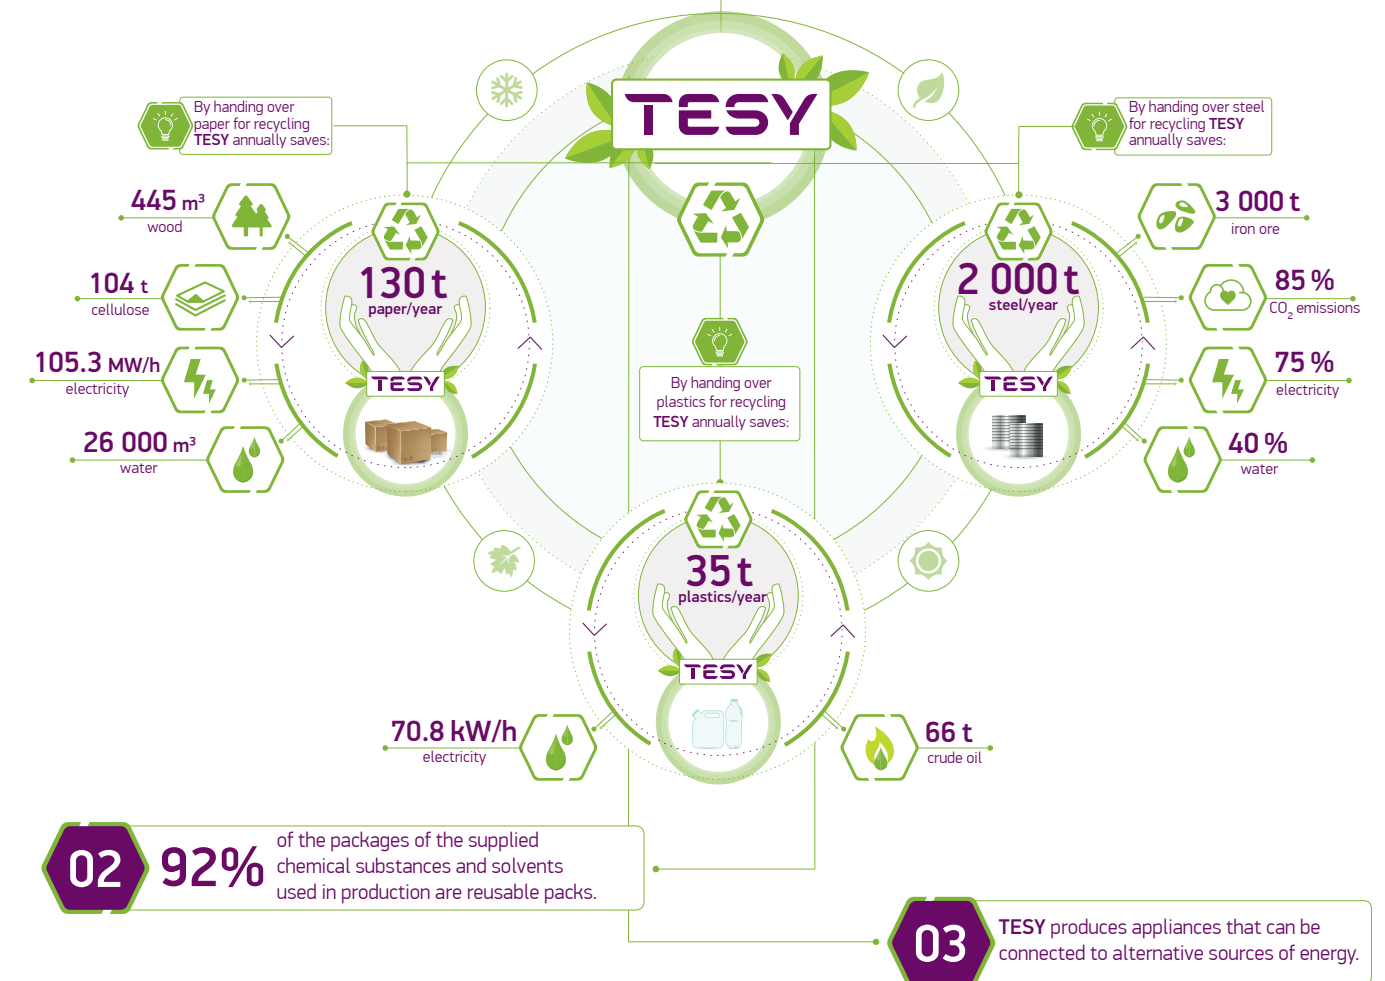 TESY
By handing over
paper for recycling
TESY annually saves:
By handing over steel
for recycling TESY
annually saves:
445 m³
wood
104 t
cellulose
105.3 MW/h
electricity
26 000 m³
water
130 t
paper/year
TESY
2 000 t
steel/year
TESY
3 000 t
iron ore
85 %
CO₂ emissions
75 %
electricity
40 %
water
By handing over
plastics for recycling
TESY annually saves:
35 t
plastics/year
TESY
70.8 kW/h
electricity
66 t
crude oil
02
92%
of the packages of the supplied
chemical substances and solvents
used in production are reusable packs.
03
TESY produces appliances that can be
connected to alternative sources of energy.